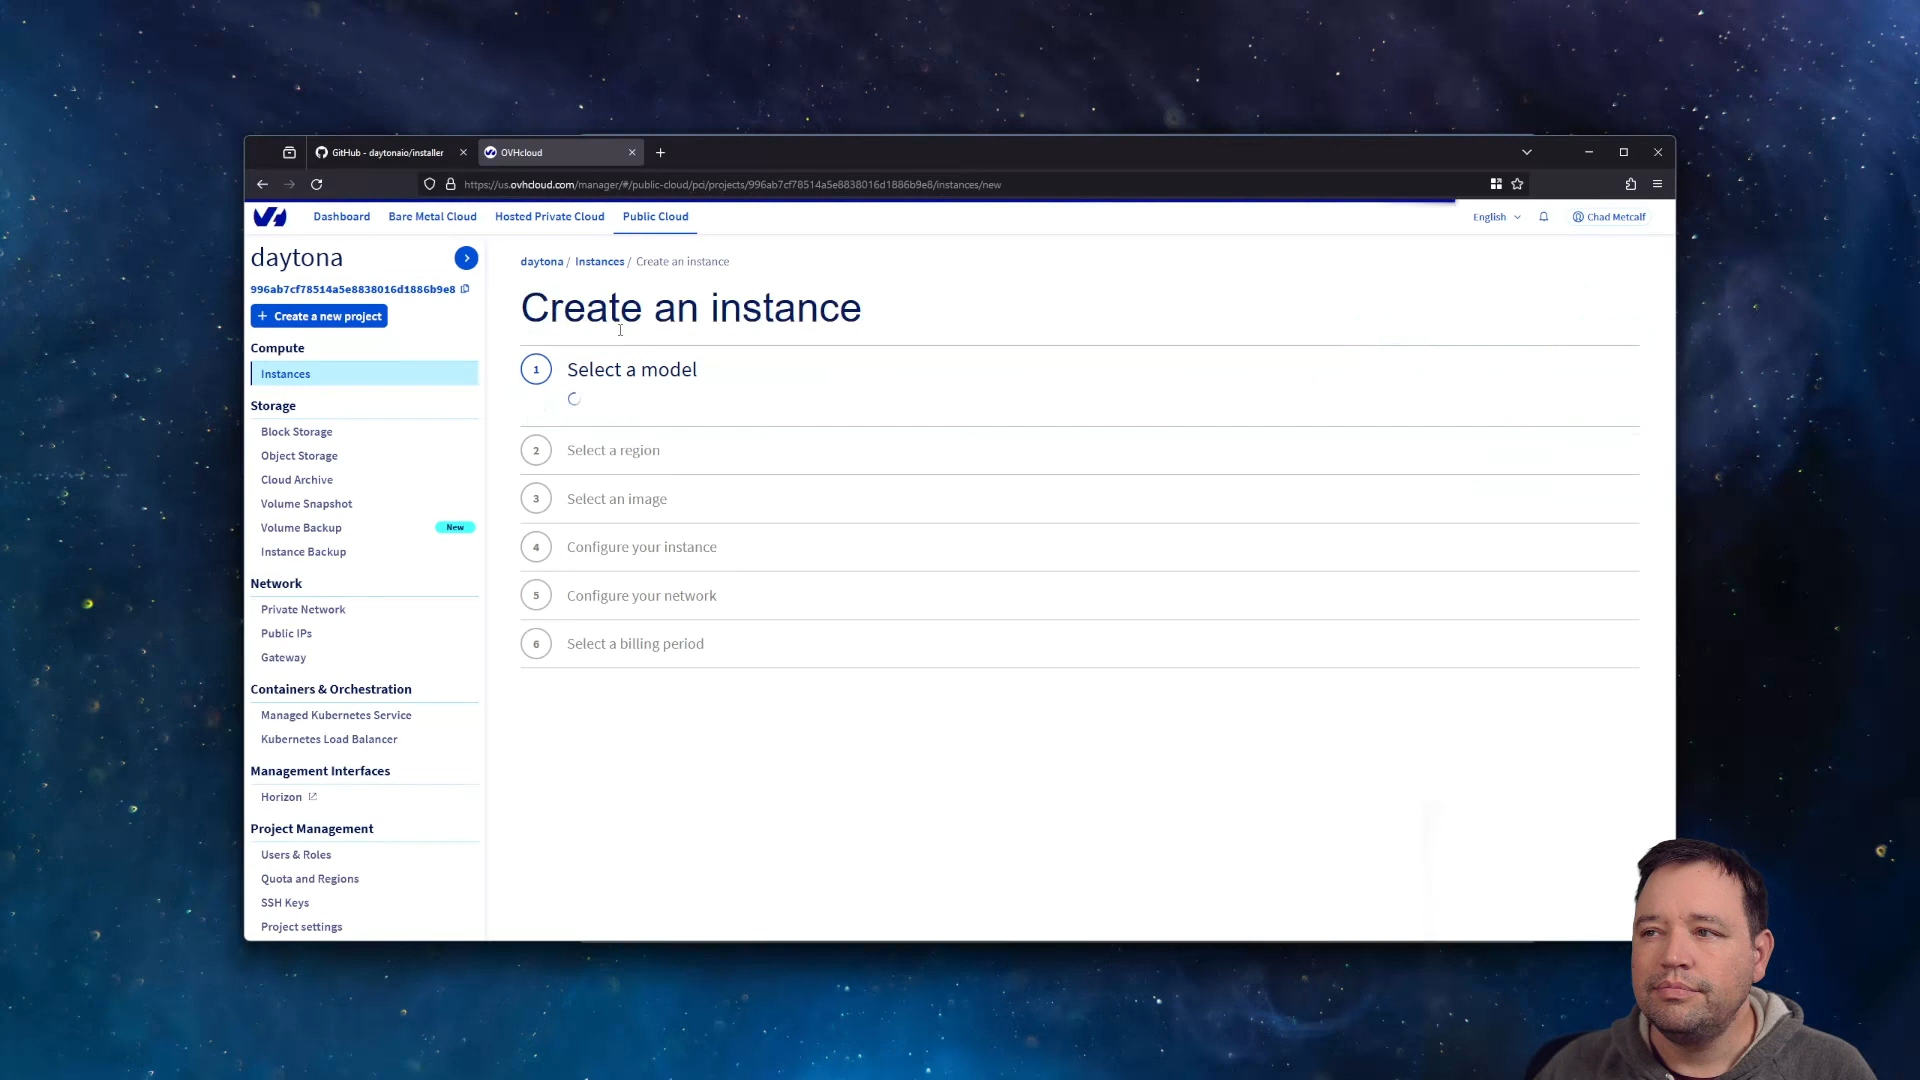 GitHub - daytonaio/installer
OVHcloud
https://us.ovhcloud.com/manager/#/public-cloud/pci/projects/996ab7cf78514a5e8838016d1886b9e8/instances/new
Dashboard
Bare Metal Cloud
Hosted Private Cloud
Public Cloud
English
Chad Metcalf
daytona
996ab7cf78514a5e8838016d1886b9e8
+ Create a new project
Compute
Instances
Storage
Block Storage
Object Storage
Cloud Archive
Volume Snapshot
Volume Backup New
Instance Backup
Network
Private Network
Public IPs
Gateway
Containers & Orchestration
Managed Kubernetes Service
Kubernetes Load Balancer
Management Interfaces
Horizon
Project Management
Users & Roles
Quota and Regions
SSH Keys
Project settings
daytona / Instances / Create an instance
Create an instance
1 Select a model
2 Select a region
3 Select an image
4 Configure your instance
5 Configure your network
6 Select a billing period